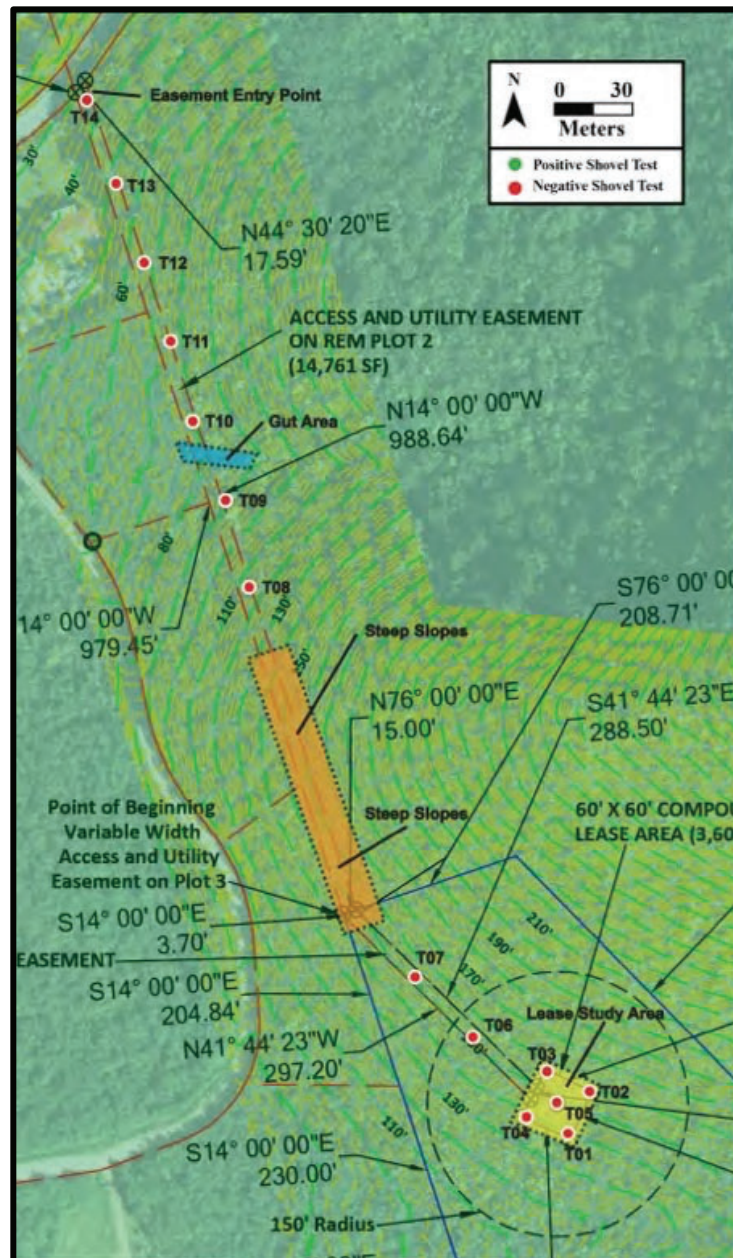 N
0 30
Meters
Positive Shovel Test
Negative Shovel Test
Easement Entry Point
T14
30'
40'
T13
N44° 30' 20"E
17.59'
T12
60'
ACCESS AND UTILITY EASEMENT
ON REM PLOT 2
(14,761 SF)
T11
T10
Gut Area
N14° 00' 00"W
988.64'
T09
80'
T08
110'
130'
14° 00' 00"W
979.45'
S76° 00' 00
208.71'
Steep Slopes
N76° 00' 00"E
15.00'
S41° 44' 23"E
288.50'
Point of Beginning
Variable Width
Access and Utility
Easement on Plot 3
Steep Slopes
60' X 60' COMPOU
LEASE AREA (3,60
S14° 00' 00"E
3.70'
EASEMENT
210'
190'
170'
T07
S14° 00' 00"E
204.84'
N41° 44' 23"W
297.20'
T06
Lease Study Area
T03
T02
T05
T04
T01
130'
110'
S14° 00' 00"E
230.00'
150' Radius